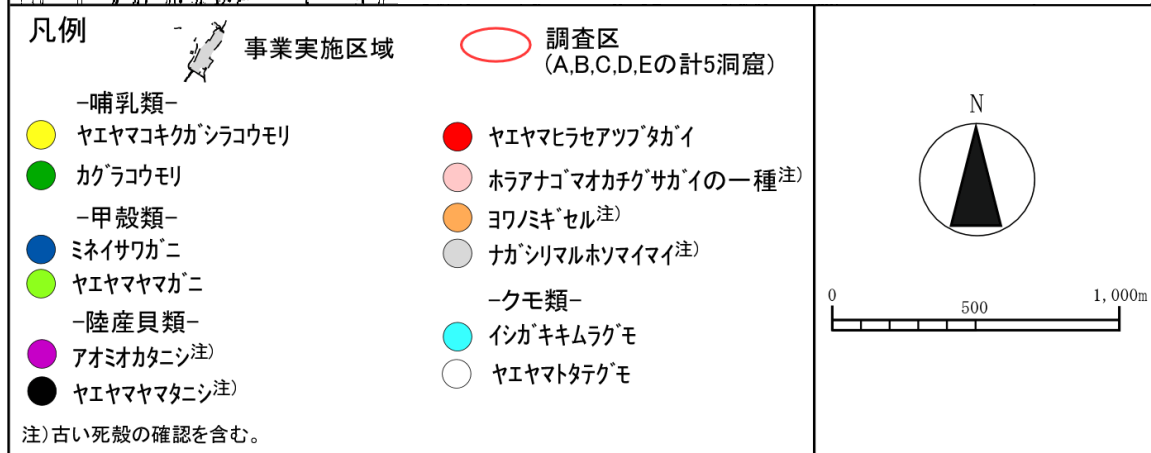 凡例
事業実施区域
調査区
(A,B,C,D,Eの計5洞窟)
-哺乳類-
ヤエヤマコキクガシラコウモリ
カグラコウモリ
-甲殻類-
ミネイサワガニ
ヤエヤマヤマガニ
-陸産貝類-
アオミオカタニシ注)
ヤエヤマヤマタニシ注)
ヤエヤマヒラセアツブタガイ
ホラアナゴマオカチグサガイの一種注)
ヨワノミギセル注)
ナガシリマルホソマイマイ注)
-クモ類-
イシガキキムラグモ
ヤエヤマトタテグモ
注)古い死殻の確認を含む。
N
0 500 1,000m